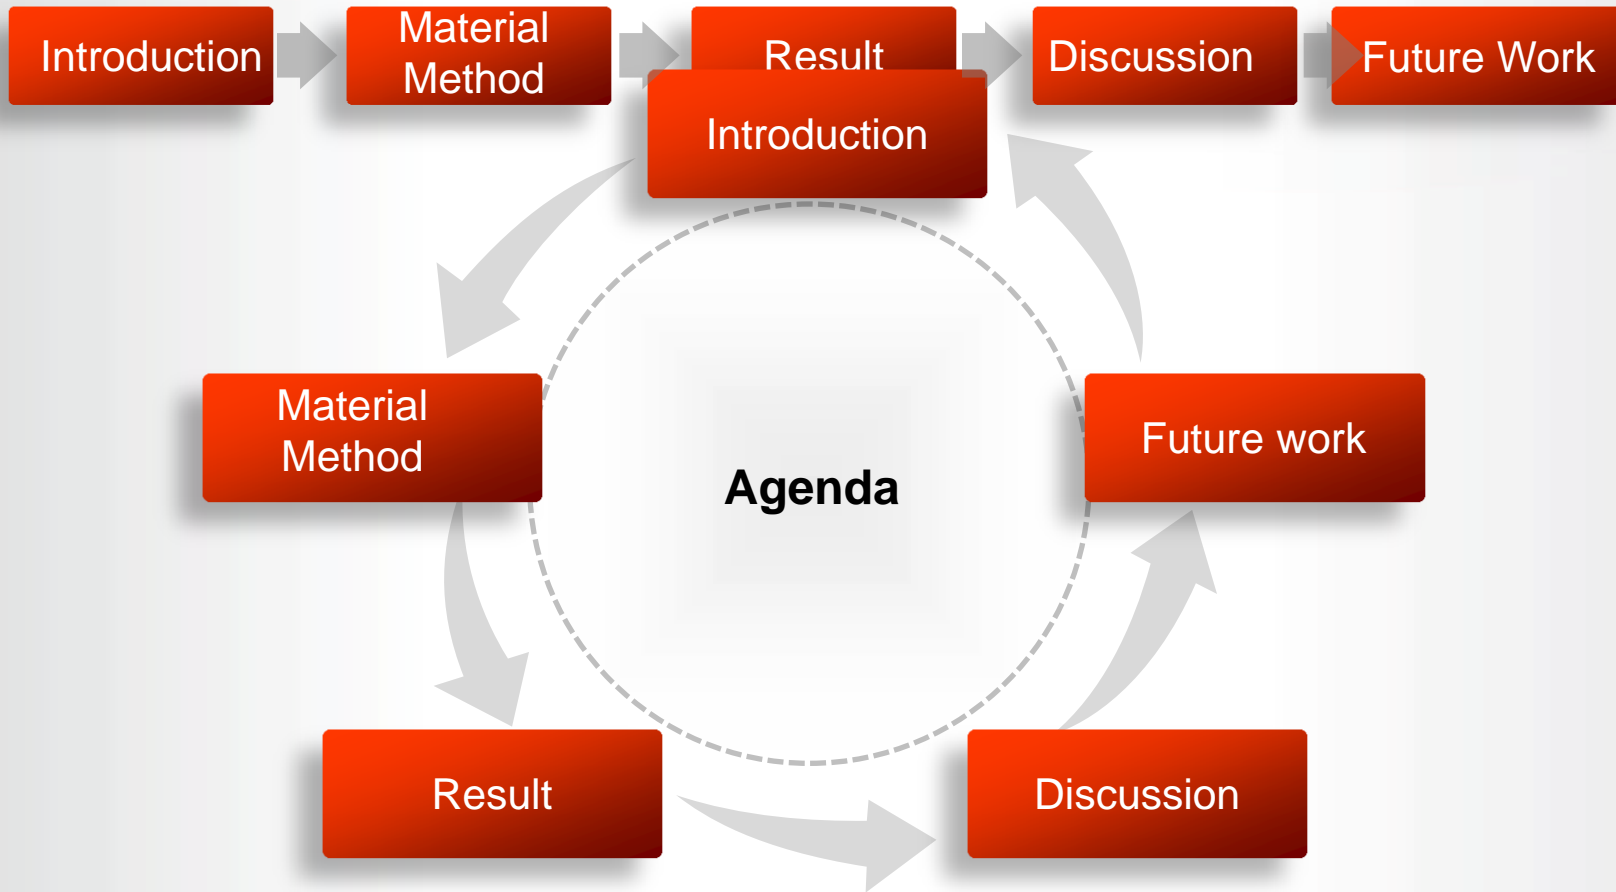 Introduction
Material
Method
Result
Discussion
Future Work
Introduction
Material
Method
Future work
Agenda
Result
Discussion